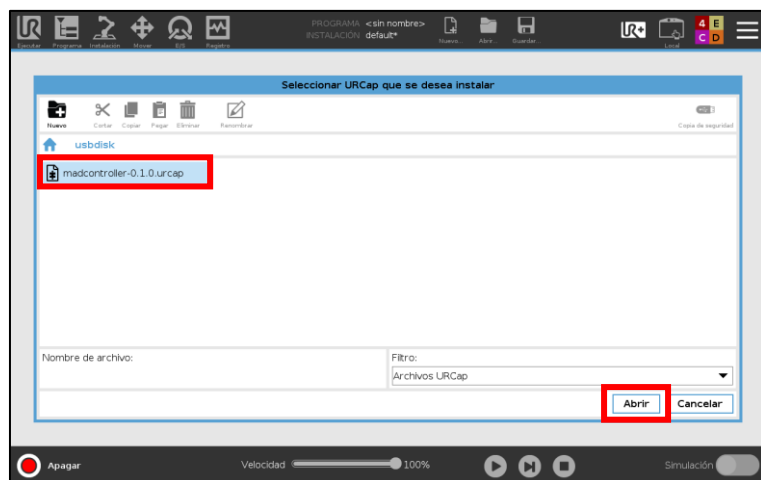 UR
PROGRAMA <sin nombre>
INSTALACIÓN default*
Ejecutar Programa Instalación Mover E/S Registro
Nuevo... Abrir... Guardar...
UR+
Local
4 E
C D
Seleccionar URCap que se desea instalar
Nuevo Cortar Copiar Pegar Eliminar Renombrar
Copia de seguridad
usbdisk
madcontroller-0.1.0.urcap
Nombre de archivo:
Filtro:
Archivos URCap
Abrir Cancelar
Apagar
Velocidad 100%
Simulación